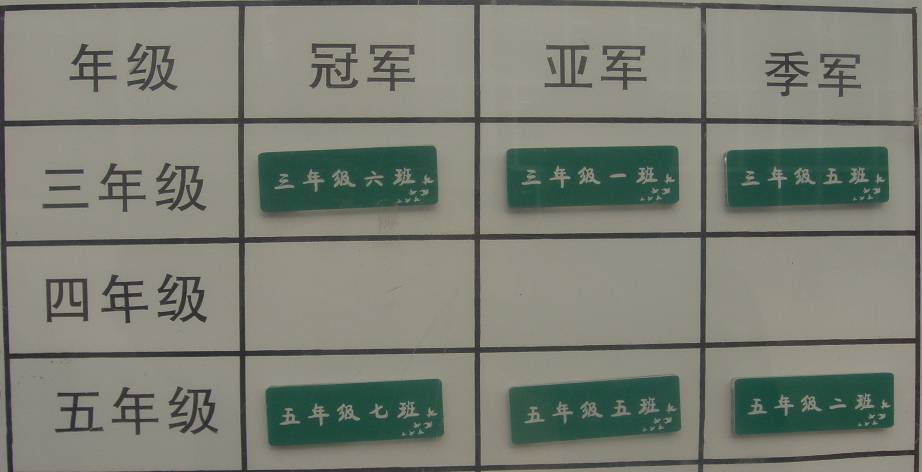 年级 冠军 亚军 季军
三年级 三年级六班 三年级一班 三年级五班
四年级
五年级 五年级七班 五年级五班 五年级二班